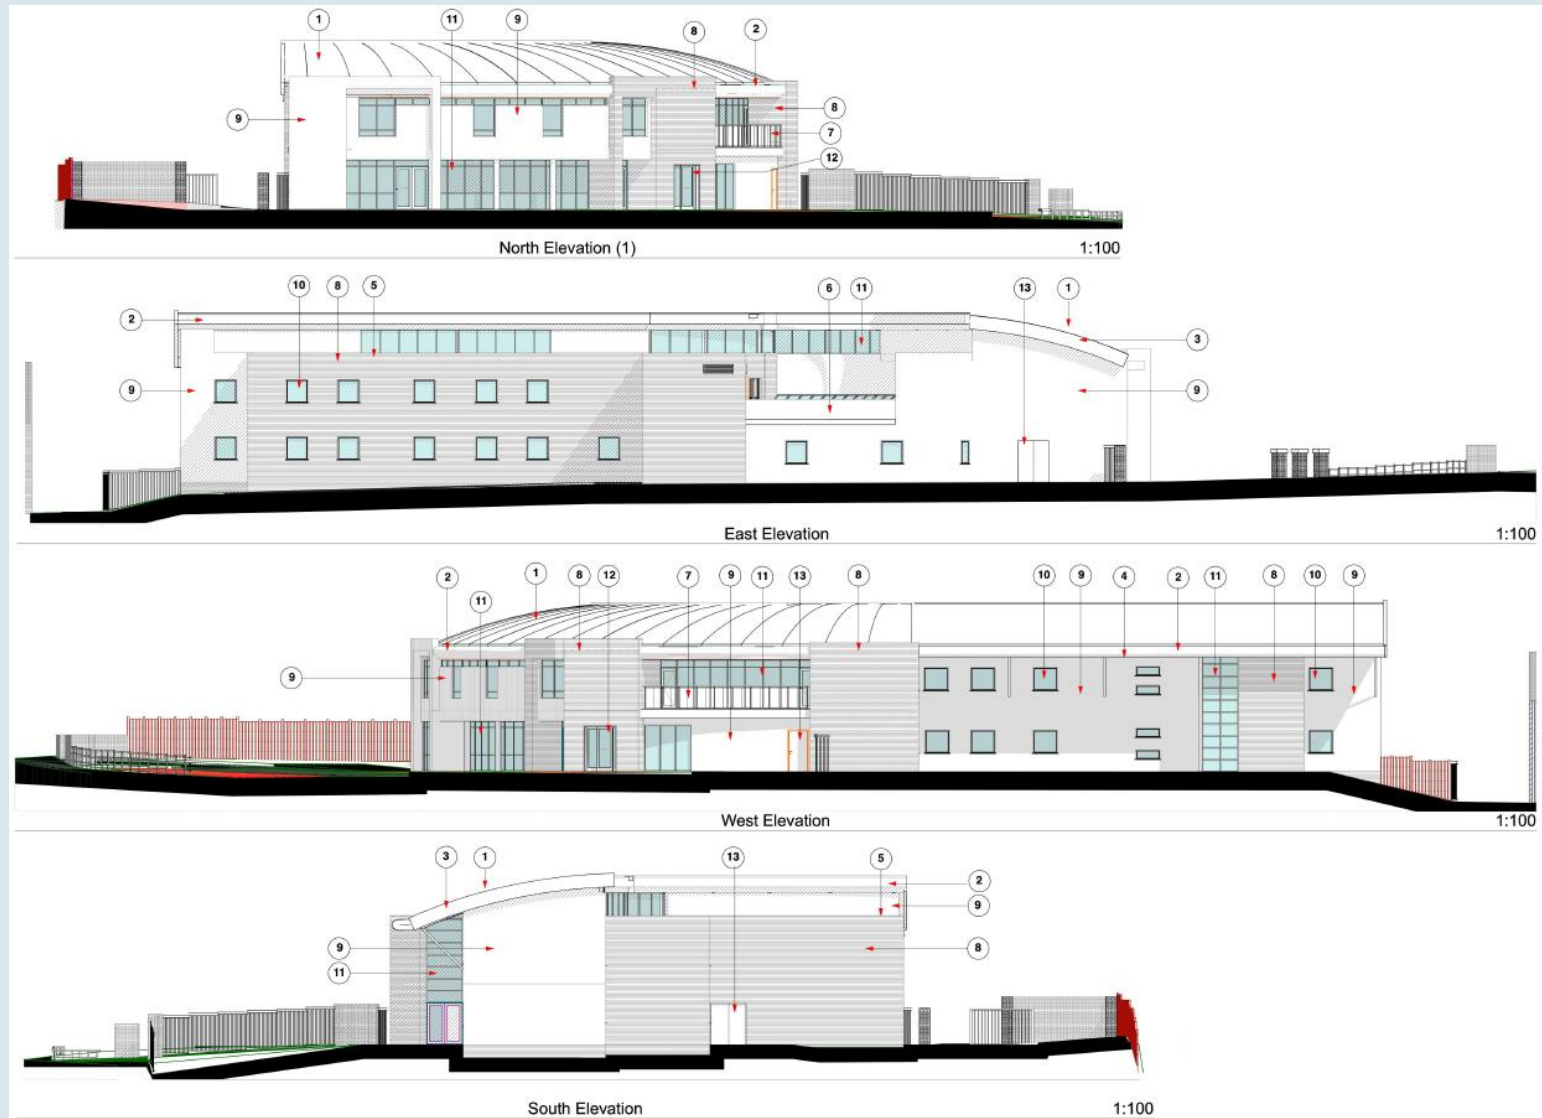 1 11 9 8 2
9 8 7 12
North Elevation (1) 1:100
10 8 5 6 11 13 1
2 3
9 9
East Elevation 1:100
2 11 1 8 12 7 9 11 13 8 10 9 4 2 11 8 10 9
9
West Elevation 1:100
3 1 13 5
2
9
9 8
11
South Elevation 1:100